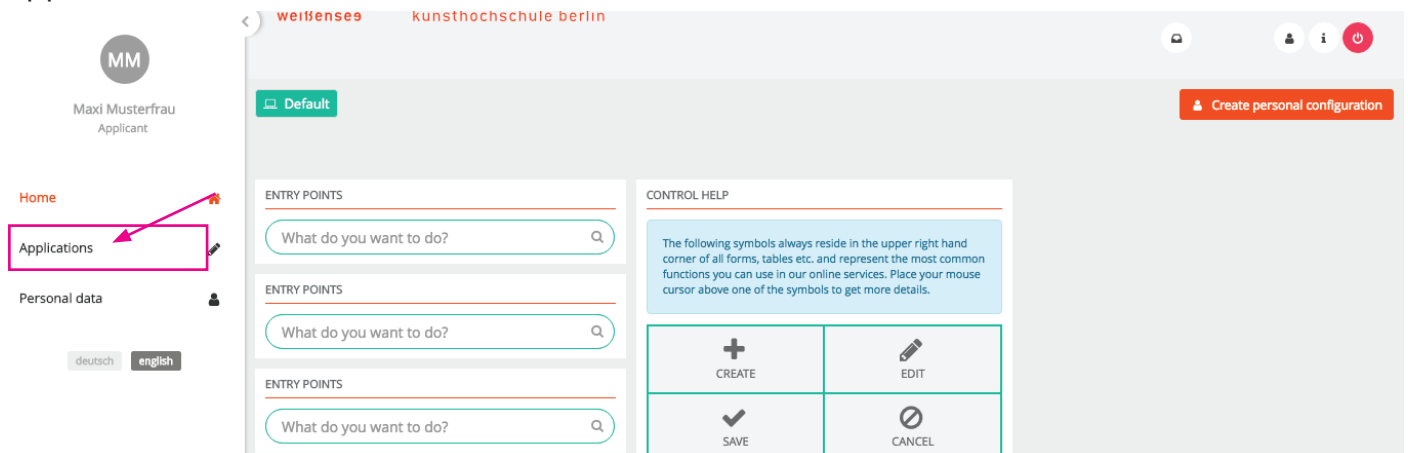 weißensee kunsthochschule berlin
MM
Maxi Musterfrau
Applicant
Home
Applications
Personal data
deutsch english
Default
Create personal configuration
ENTRY POINTS
What do you want to do?
ENTRY POINTS
What do you want to do?
ENTRY POINTS
What do you want to do?
CONTROL HELP
The following symbols always reside in the upper right hand
corner of all forms, tables etc. and represent the most common
functions you can use in our online services. Place your mouse
cursor above one of the symbols to get more details.
CREATE
EDIT
SAVE
CANCEL